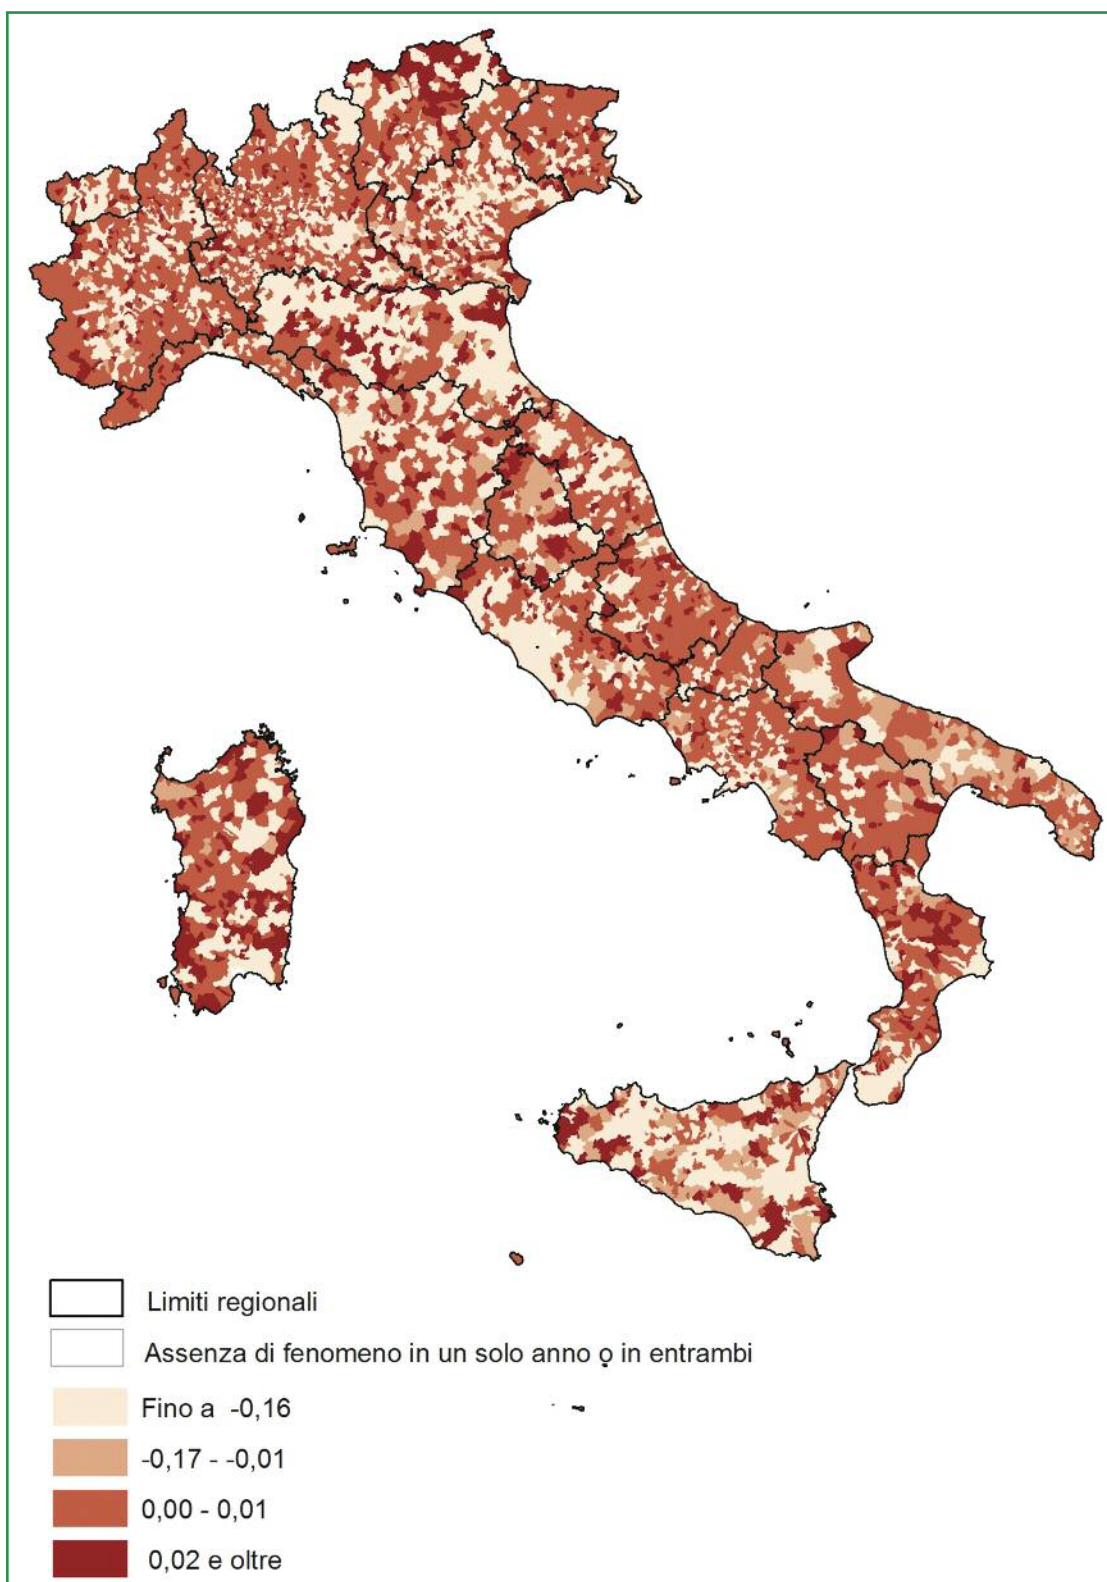 Limiti regionali
Assenza di fenomeno in un solo anno o in entrambi
Fino a -0,16
-0,17 - -0,01
0,00 - 0,01
0,02 e oltre